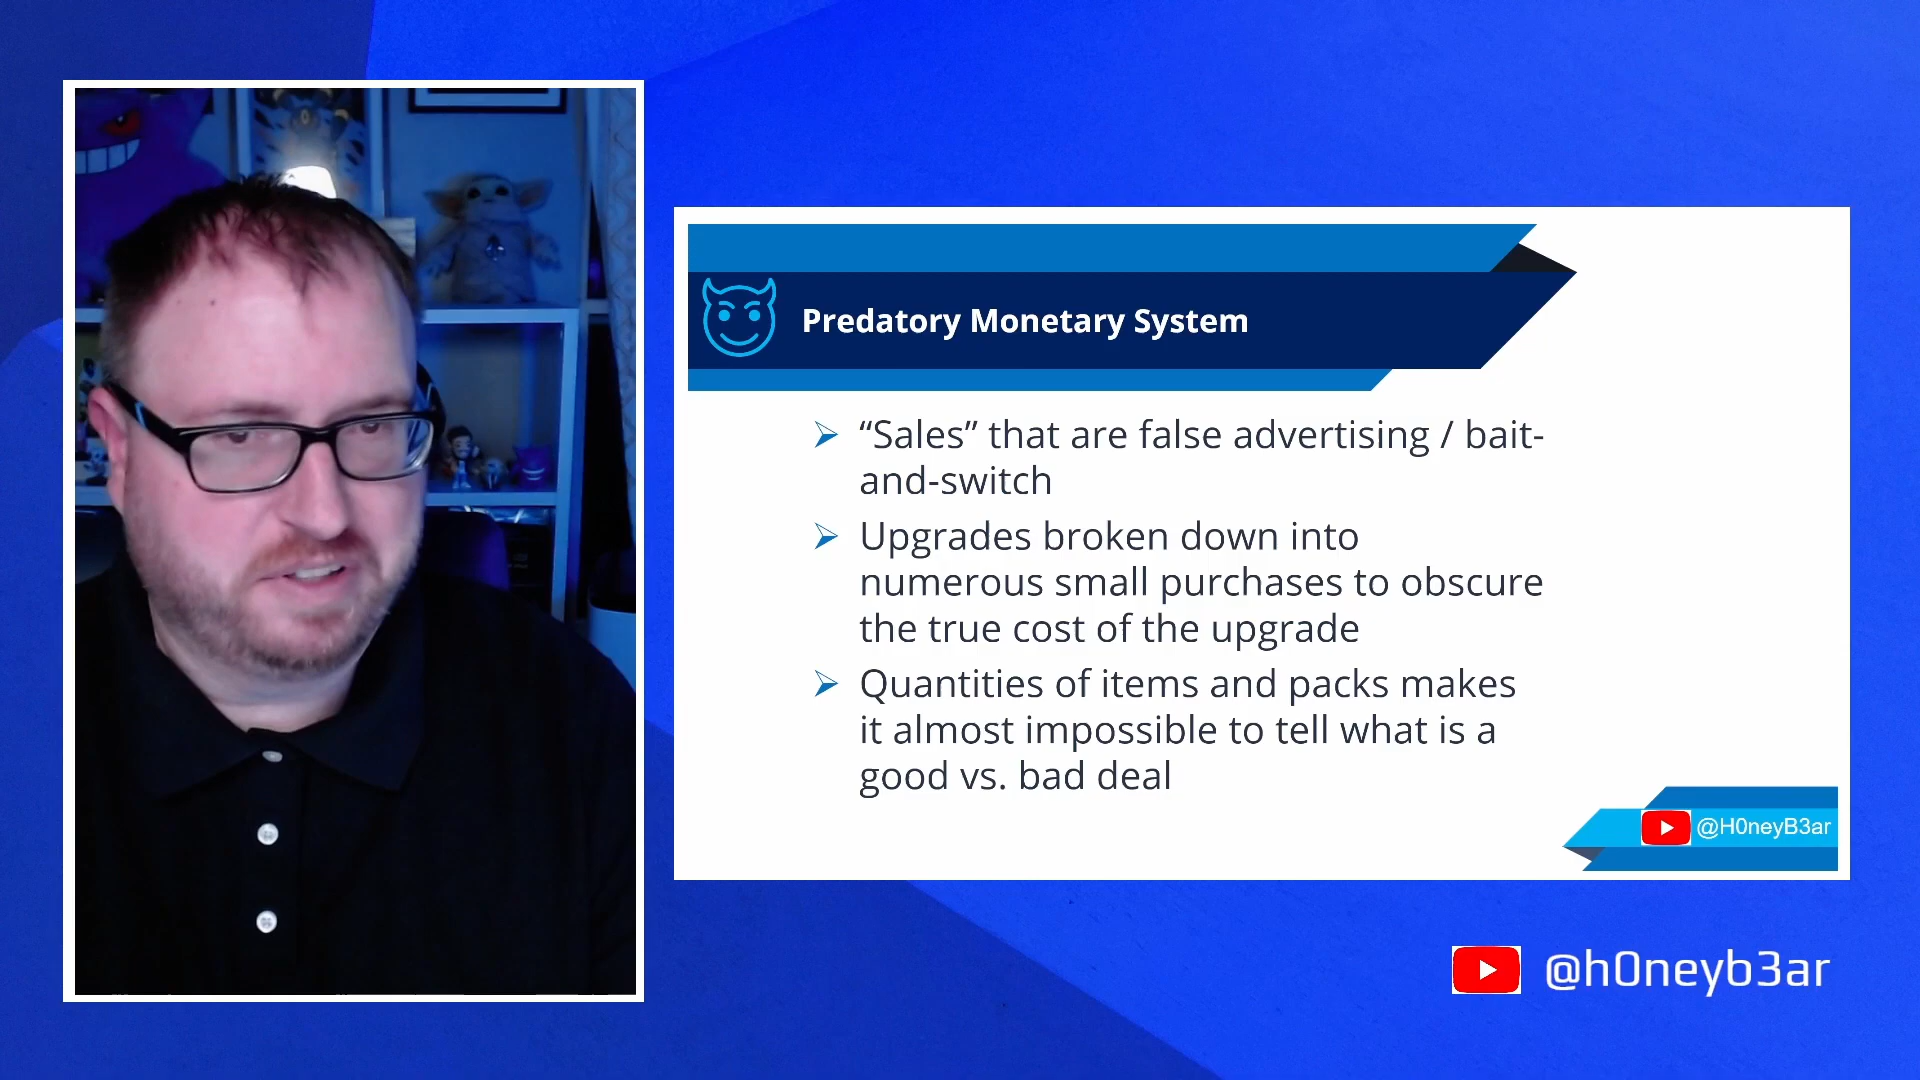 Predatory Monetary System
“Sales” that are false advertising / bait-
and-switch
Upgrades broken down into
numerous small purchases to obscure
the true cost of the upgrade
Quantities of items and packs makes
it almost impossible to tell what is a
good vs. bad deal
@H0neyB3ar
@h0neyb3ar